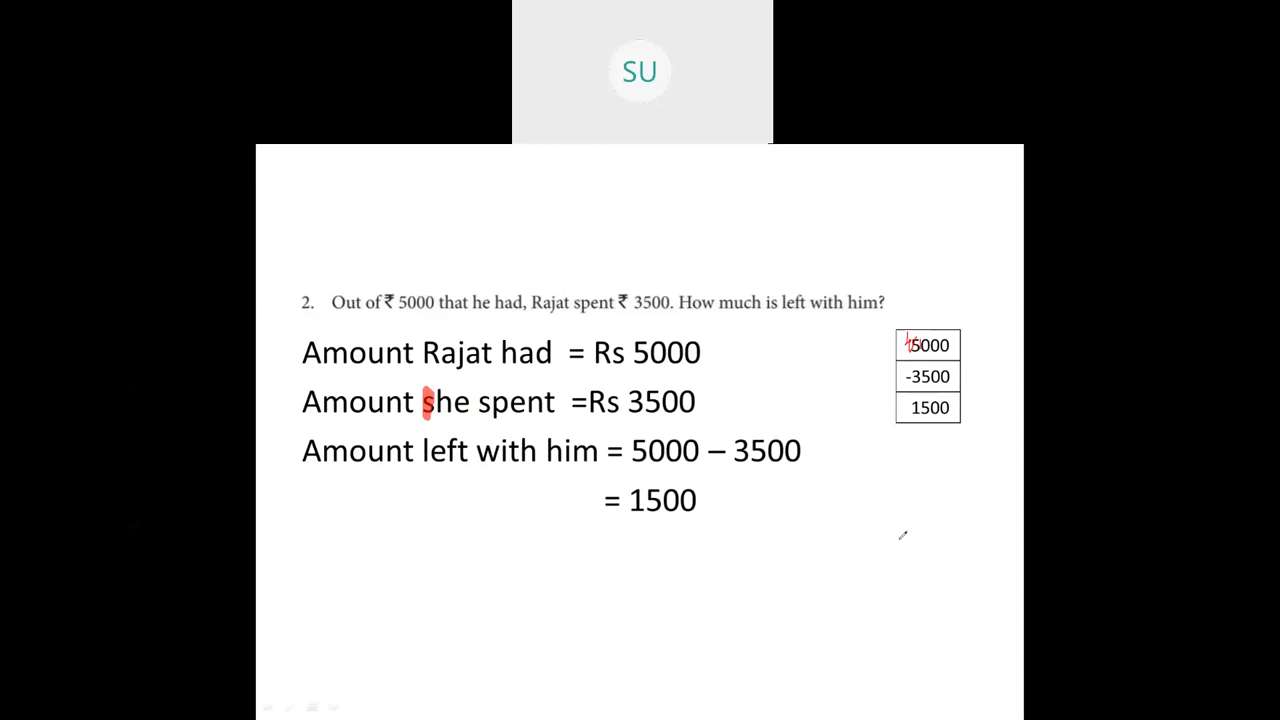 SU
2. Out of ₹ 5000 that he had, Rajat spent ₹ 3500. How much is left with him?
Amount Rajat had = Rs 5000
Amount she spent =Rs 3500
Amount left with him = 5000 – 3500
= 1500
5000
-3500
1500